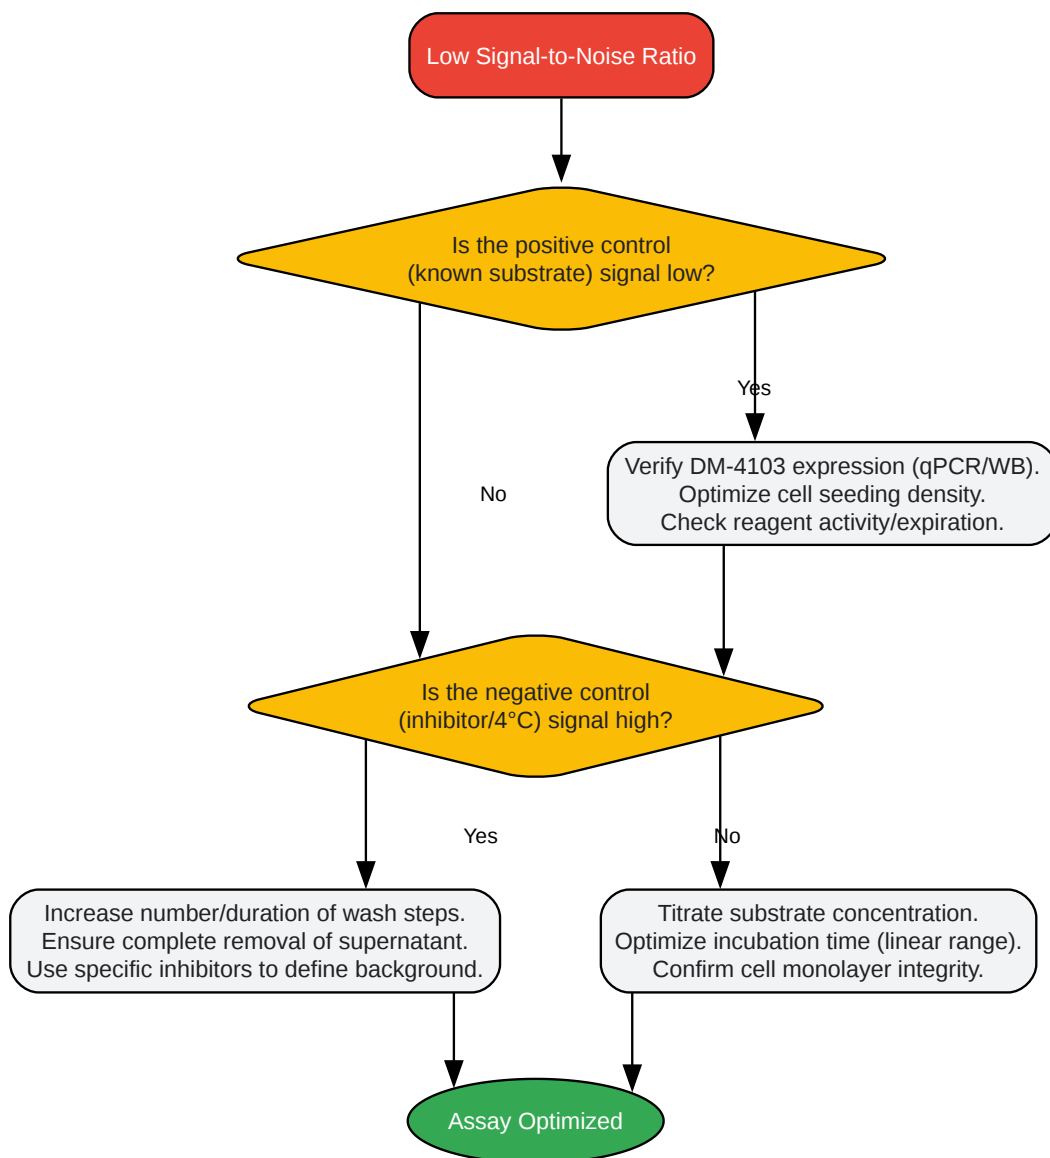 Low Signal-to-Noise Ratio
Is the positive control
(known substrate) signal low?
Yes
Verify DM-4103 expression (qPCR/WB).
Optimize cell seeding density.
Check reagent activity/expiration.
No
Is the negative control
(inhibitor/4°C) signal high?
Yes
No
Increase number/duration of wash steps.
Ensure complete removal of supernatant.
Use specific inhibitors to define background.
Titrate substrate concentration.
Optimize incubation time (linear range).
Confirm cell monolayer integrity.
Assay Optimized